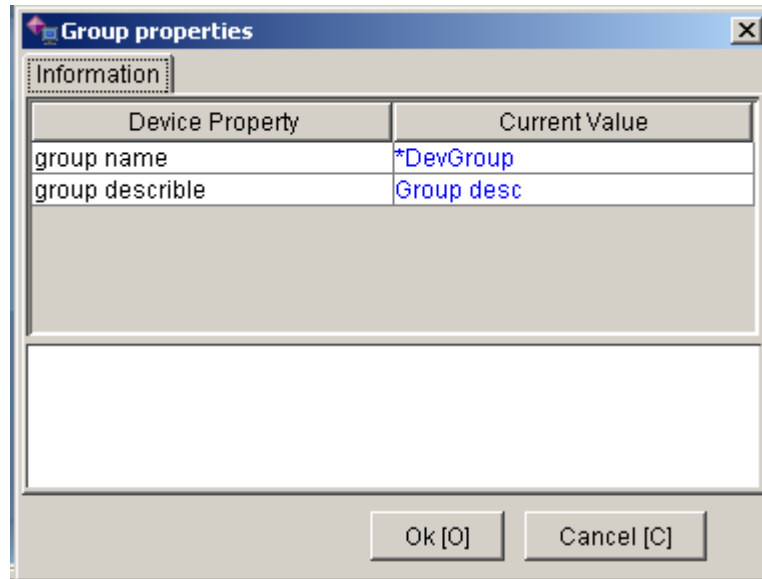 Group properties
Information
Device Property Current Value
group name *DevGroup
group describle Group desc
Ok [O] Cancel [C]